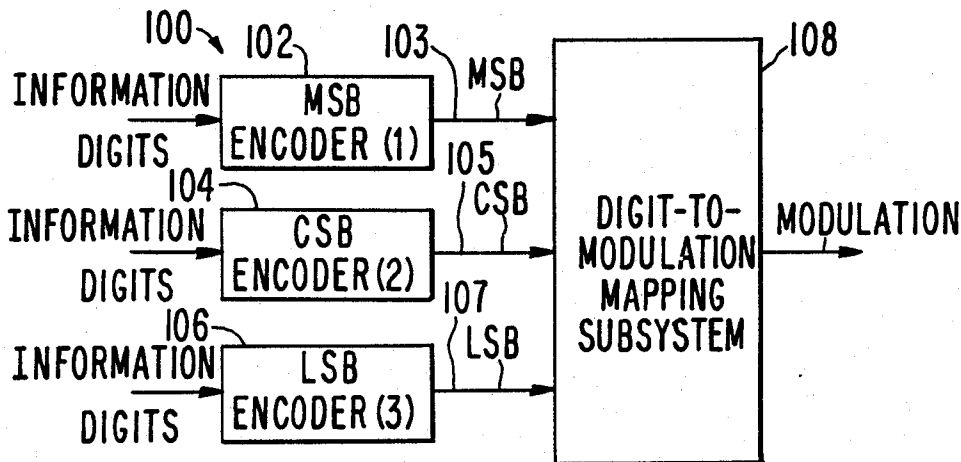 100
102
103
MSB
108
INFORMATION
DIGITS
MSB
ENCODER (1)
104
105
CSB
INFORMATION
DIGITS
CSB
ENCODER (2)
DIGIT-TO-
MODULATION
MAPPING
SUBSYSTEM
MODULATION
106
107
LSB
INFORMATION
DIGITS
LSB
ENCODER (3)